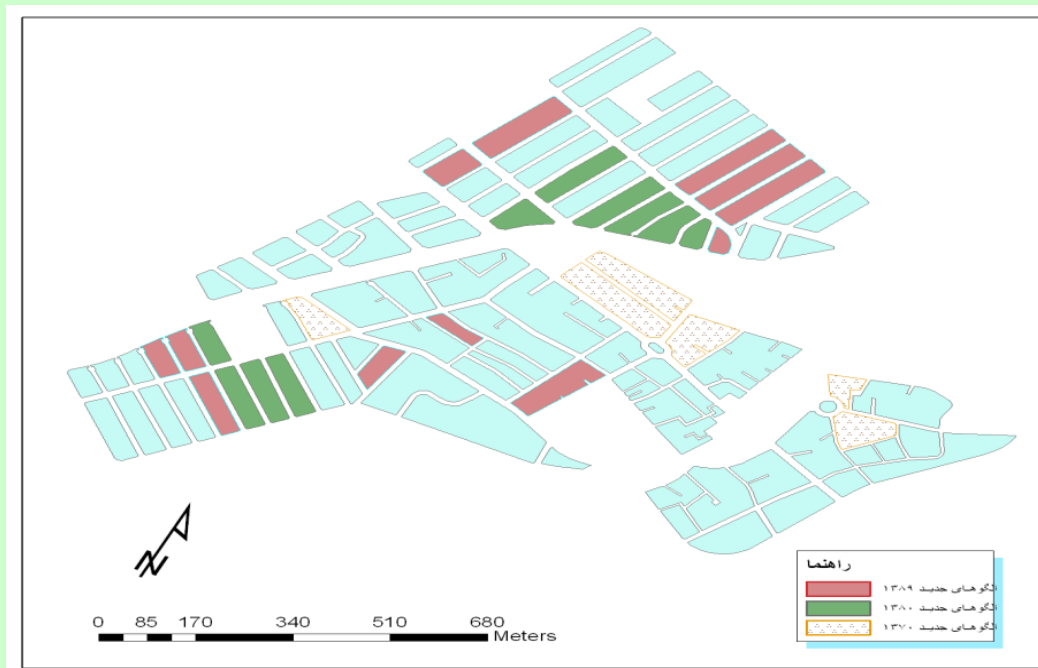 N
راهنما
الگوهای جدید ۱۳۸۹
الگوهای جدید ۱۳۸۰
الگوهای جدید ۱۳۷۰
0 85 170 340 510 680
Meters